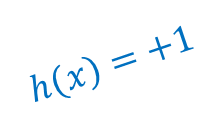 h(x) = +1